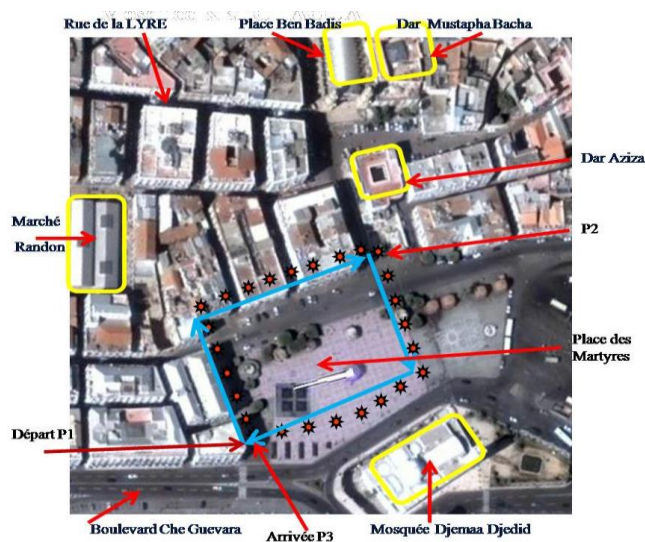 Rue de la LYRE
Place Ben Badis
Dar Mustapha Bacha
Dar Aziza
Marché
Randon
P2
Place des
Martyres
Départ P1
Boulevard Che Guevara
Arrivée P3
Mosquée Djemaa Djedid